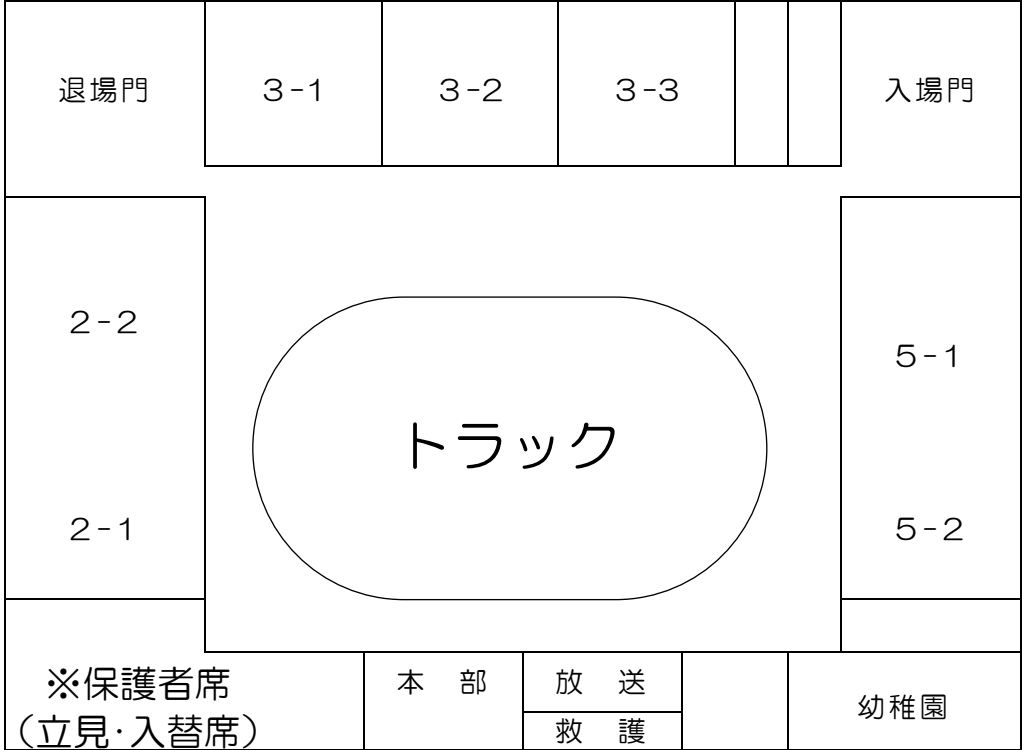 退場門
３-１
３-２
３-３
入場門
２-２
５-１
トラック
２-１
５-２
※保護者席
（立見･入替席）
本　部
放　送
救　護
幼稚園